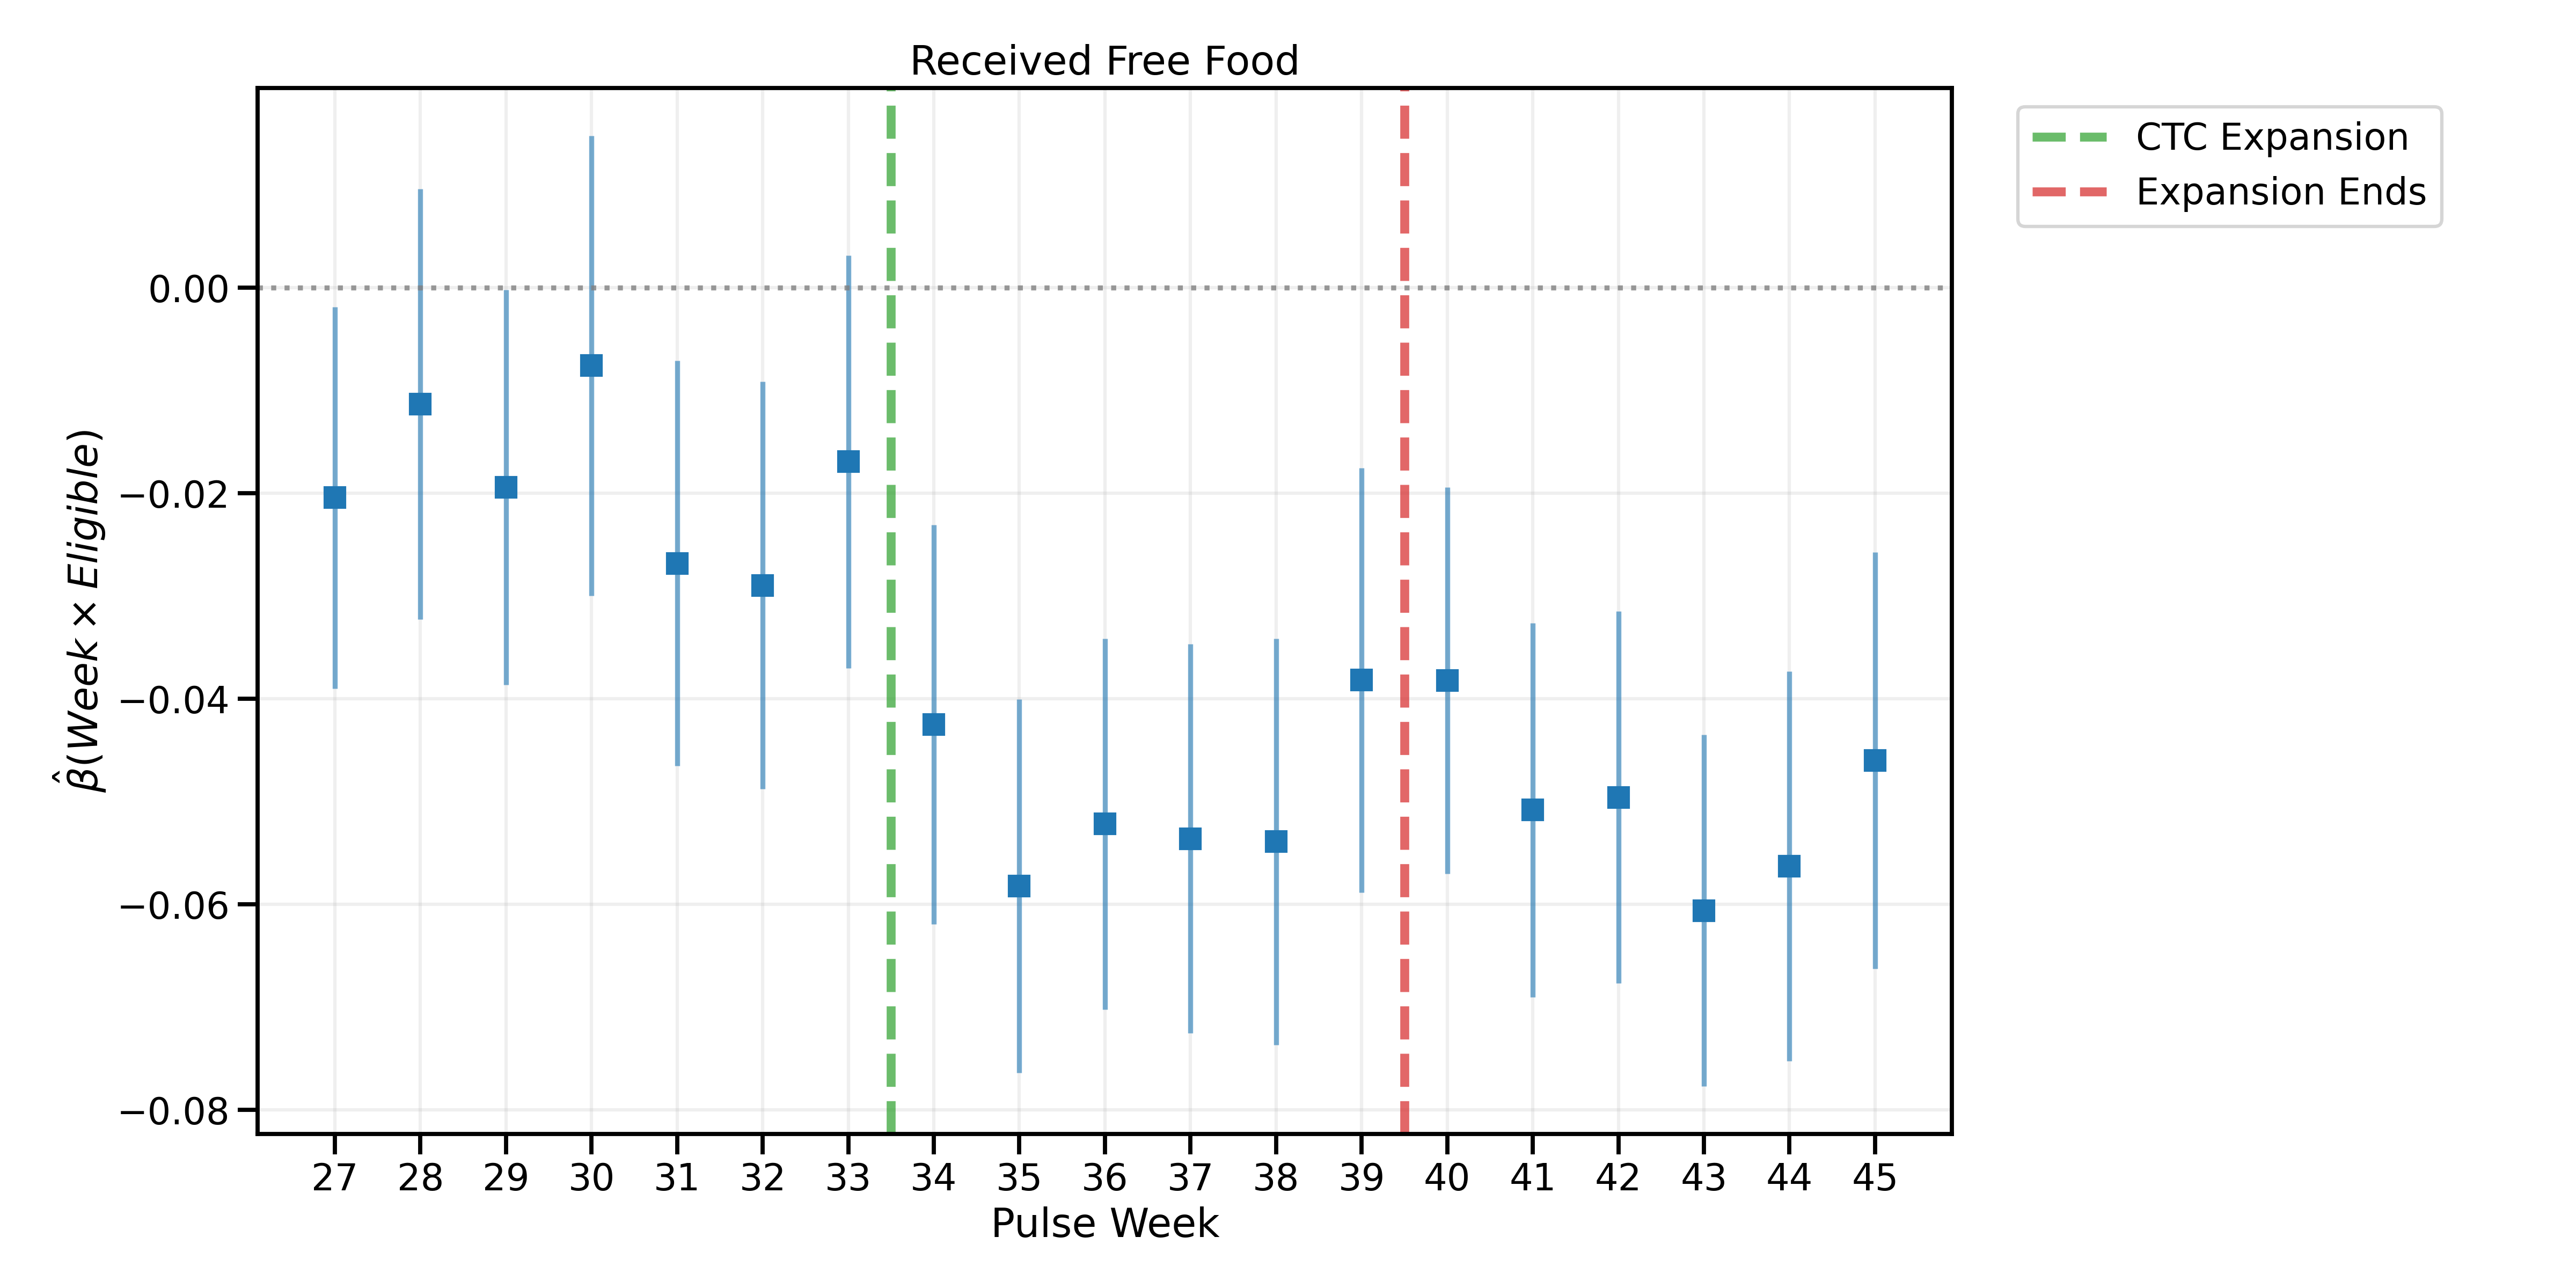 Received Free Food
CTC Expansion
Expansion Ends
0.00
−0.02
−0.04
−0.06
−0.08
β̂(Week × Eligible)
27 28 29 30 31 32 33 34 35 36 37 38 39 40 41 42 43 44 45
Pulse Week